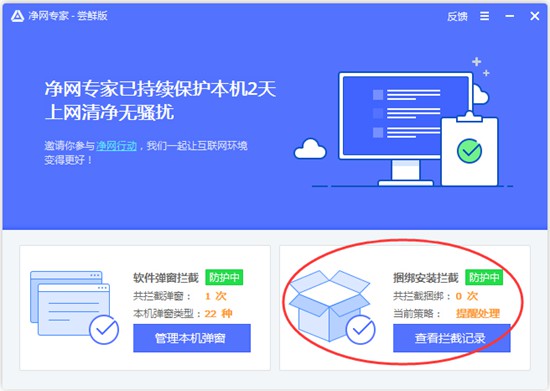 净网专家 - 尝鲜版
反馈
净网专家已持续保护本机2天
上网清净无骚扰
邀请你参与 净网行动，我们一起让互联网环境
变得更好！
软件弹窗拦截 防护中
共拦截弹窗： 1 次
本机弹窗类型：22 种
管理本机弹窗
捆绑安装拦截 防护中
共拦截捆绑：0 次
当前策略： 提醒处理
查看拦截记录